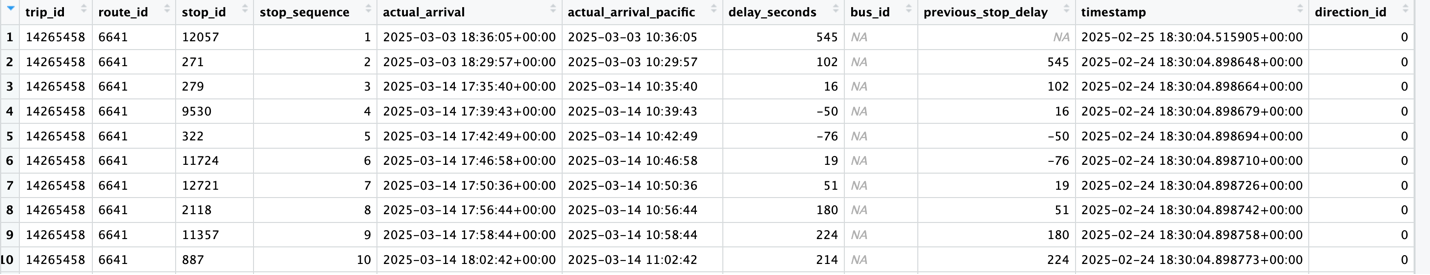 trip_id route_id stop_id stop_sequence actual_arrival actual_arrival_pacific delay_seconds bus_id previous_stop_delay timestamp direction_id
1 14265458 6641 12057 1 2025-03-03 18:36:05+00:00 2025-03-03 10:36:05 545 NA NA 2025-02-25 18:30:04.515905+00:00 0
2 14265458 6641 271 2 2025-03-03 18:29:57+00:00 2025-03-03 10:29:57 102 NA 545 2025-02-24 18:30:04.898648+00:00 0
3 14265458 6641 279 3 2025-03-14 17:35:40+00:00 2025-03-14 10:35:40 16 NA 102 2025-02-24 18:30:04.898664+00:00 0
4 14265458 6641 9530 4 2025-03-14 17:39:43+00:00 2025-03-14 10:39:43 -50 NA 16 2025-02-24 18:30:04.898679+00:00 0
5 14265458 6641 322 5 2025-03-14 17:42:49+00:00 2025-03-14 10:42:49 -76 NA -50 2025-02-24 18:30:04.898694+00:00 0
6 14265458 6641 11724 6 2025-03-14 17:46:58+00:00 2025-03-14 10:46:58 19 NA -76 2025-02-24 18:30:04.898710+00:00 0
7 14265458 6641 12721 7 2025-03-14 17:50:36+00:00 2025-03-14 10:50:36 51 NA 19 2025-02-24 18:30:04.898726+00:00 0
8 14265458 6641 2118 8 2025-03-14 17:56:44+00:00 2025-03-14 10:56:44 180 NA 51 2025-02-24 18:30:04.898742+00:00 0
9 14265458 6641 11357 9 2025-03-14 17:58:44+00:00 2025-03-14 10:58:44 224 NA 180 2025-02-24 18:30:04.898758+00:00 0
10 14265458 6641 887 10 2025-03-14 18:02:42+00:00 2025-03-14 11:02:42 214 NA 224 2025-02-24 18:30:04.898773+00:00 0